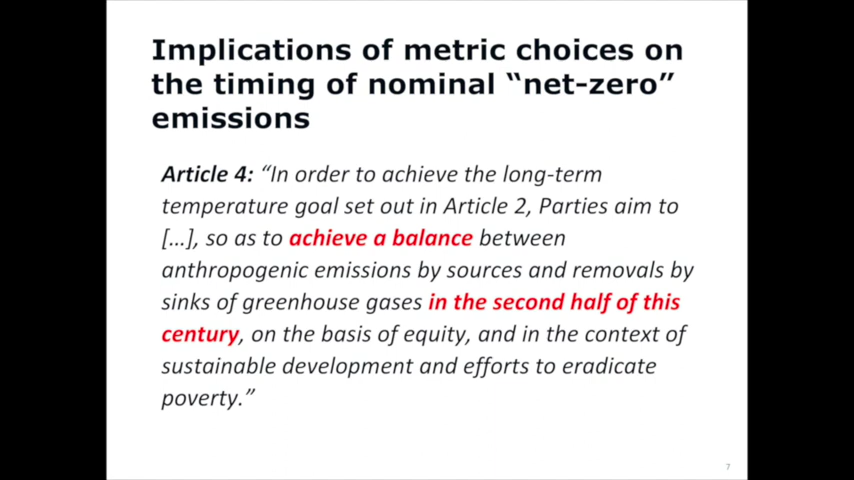 Implications of metric choices on
the timing of nominal “net-zero”
emissions
Article 4: “In order to achieve the long-term
temperature goal set out in Article 2, Parties aim to
[…], so as to achieve a balance between
anthropogenic emissions by sources and removals by
sinks of greenhouse gases in the second half of this
century, on the basis of equity, and in the context of
sustainable development and efforts to eradicate
poverty.”
7